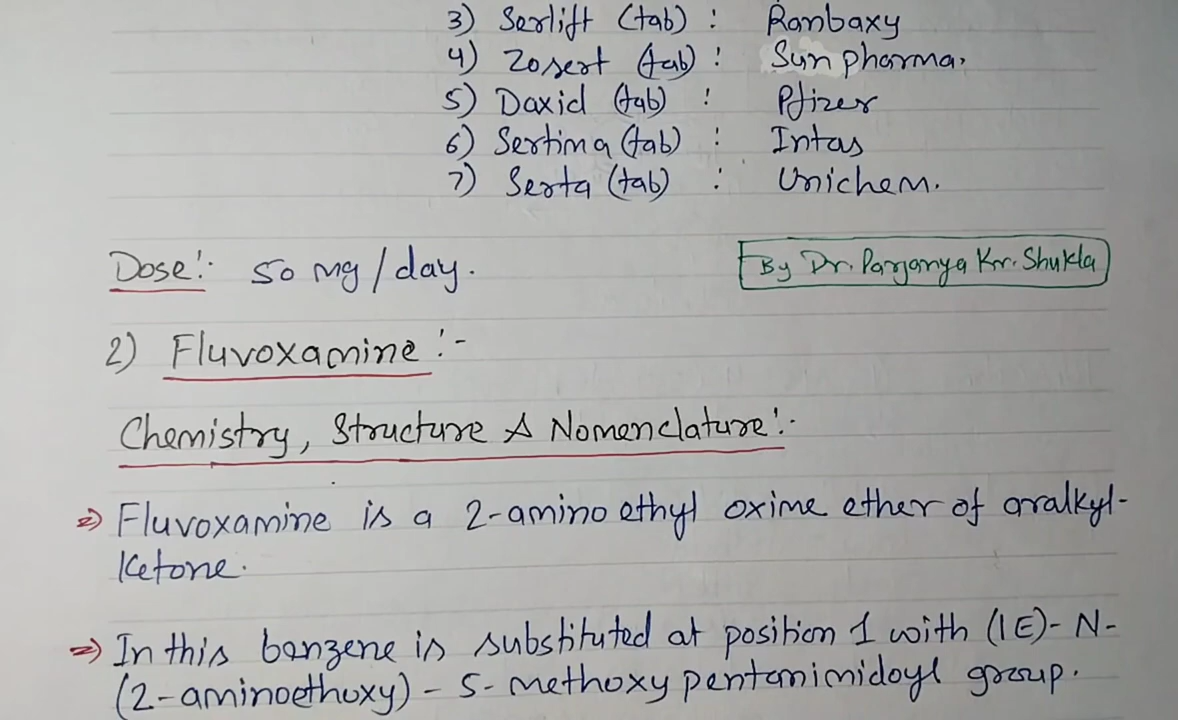 3) Serlift (tab) : Ranbaxy
4) Zosert (tab) : Sun pharma.
5) Daxid (tab) : Pfizer
6) Sertima (tab) : Intas
7) Serta (tab) : Unichem.
Dose:- 50 mg/day.
By Dr. Parjanya Kr. Shukla
2) Fluvoxamine :-
Chemistry, Structure & Nomenclature:-
⇒ Fluvoxamine is a 2-amino ethyl oxime ether of aralkyl-
ketone.
⇒ In this benzene is substituted at position 1 with (1E)-N-
(2-aminoethoxy)-5-methoxy pentanimidoyl group.